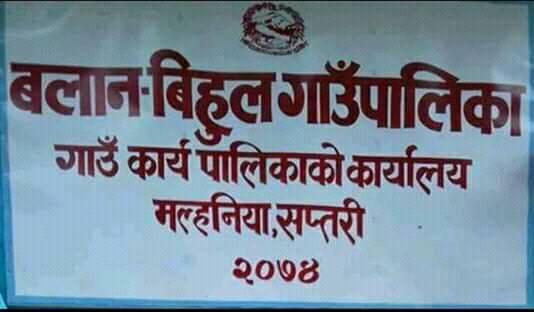 बलान-बिहुल गाउँपालिका
गाउँ कार्य पालिकाको कार्यालय
मल्हनिया,सप्तरी
२०७४